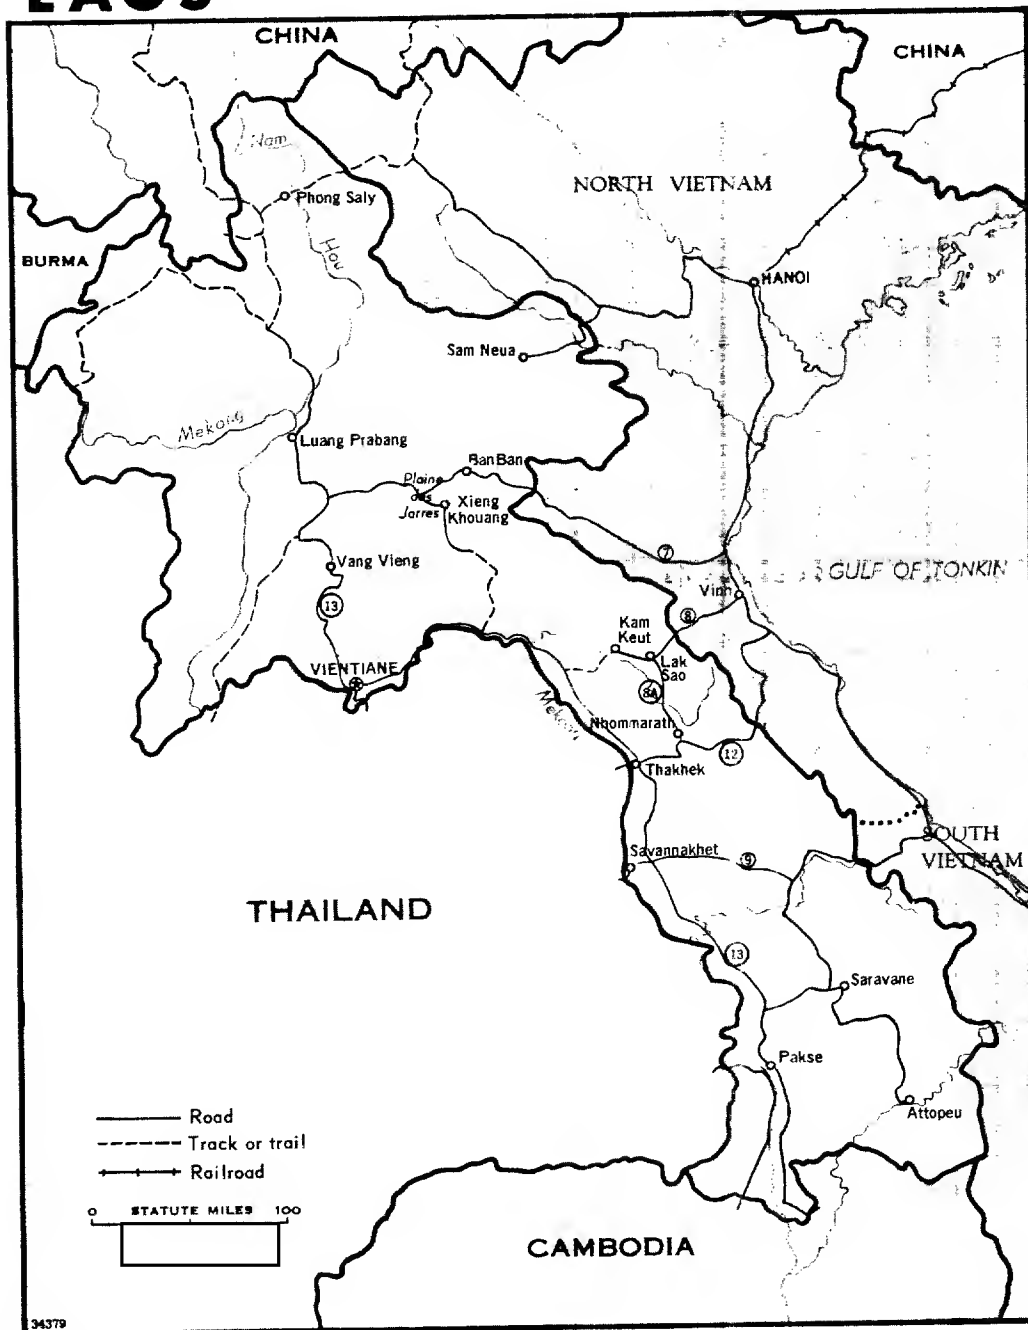 LAOS
CHINA
CHINA
Nam
NORTH VIETNAM
Phong Saly
Hou
BURMA
HANOI
Sam Neua
Mekong
Luang Prabang
Ban Ban
Plaine
des
Jarres
Xieng
Khouang
7
Vang Vieng
GULF OF TONKIN
Vinh
13
8
Kam
Keut
VIENTIANE
Lak
Sao
8A
Mekong
Nhommarath
12
Thakhek
SOUTH
VIETNAM
Savannakhet
9
THAILAND
13
Saravane
Pakse
Attopeu
Road
Track or trail
Railroad
0 STATUTE MILES 100
CAMBODIA
34379